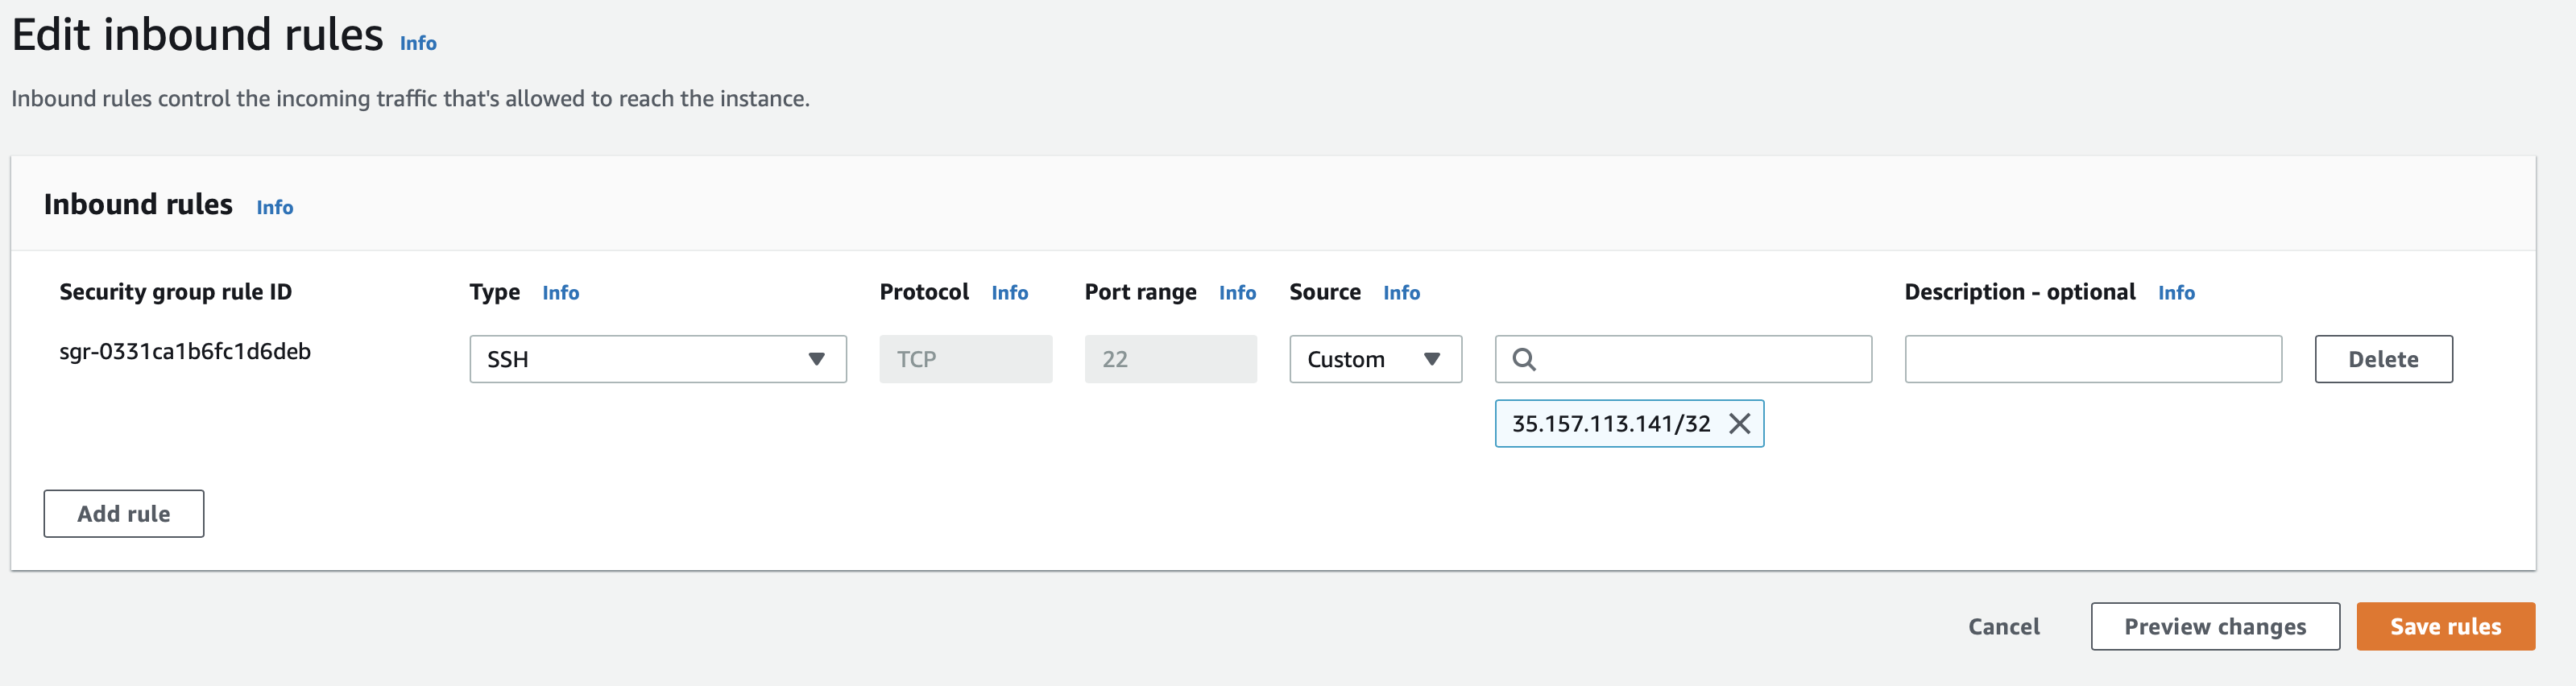 Edit inbound rules Info
Inbound rules control the incoming traffic that's allowed to reach the instance.
Inbound rules Info
Security group rule ID Type Info Protocol Info Port range Info Source Info Description - optional Info
sgr-0331ca1b6fc1d6deb SSH TCP 22 Custom Delete
35.157.113.141/32
Add rule
Cancel Preview changes Save rules